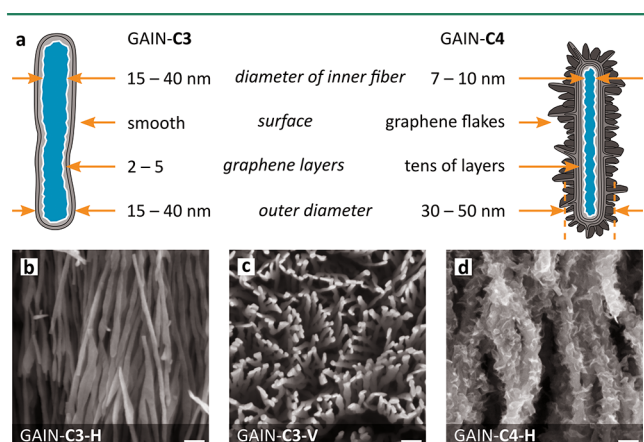 a
GAIN-C3 GAIN-C4
15 – 40 nm diameter of inner fiber 7 – 10 nm
smooth surface graphene flakes
2 – 5 graphene layers tens of layers
15 – 40 nm outer diameter 30 – 50 nm
b c d
GAIN-C3-H GAIN-C3-V GAIN-C4-H